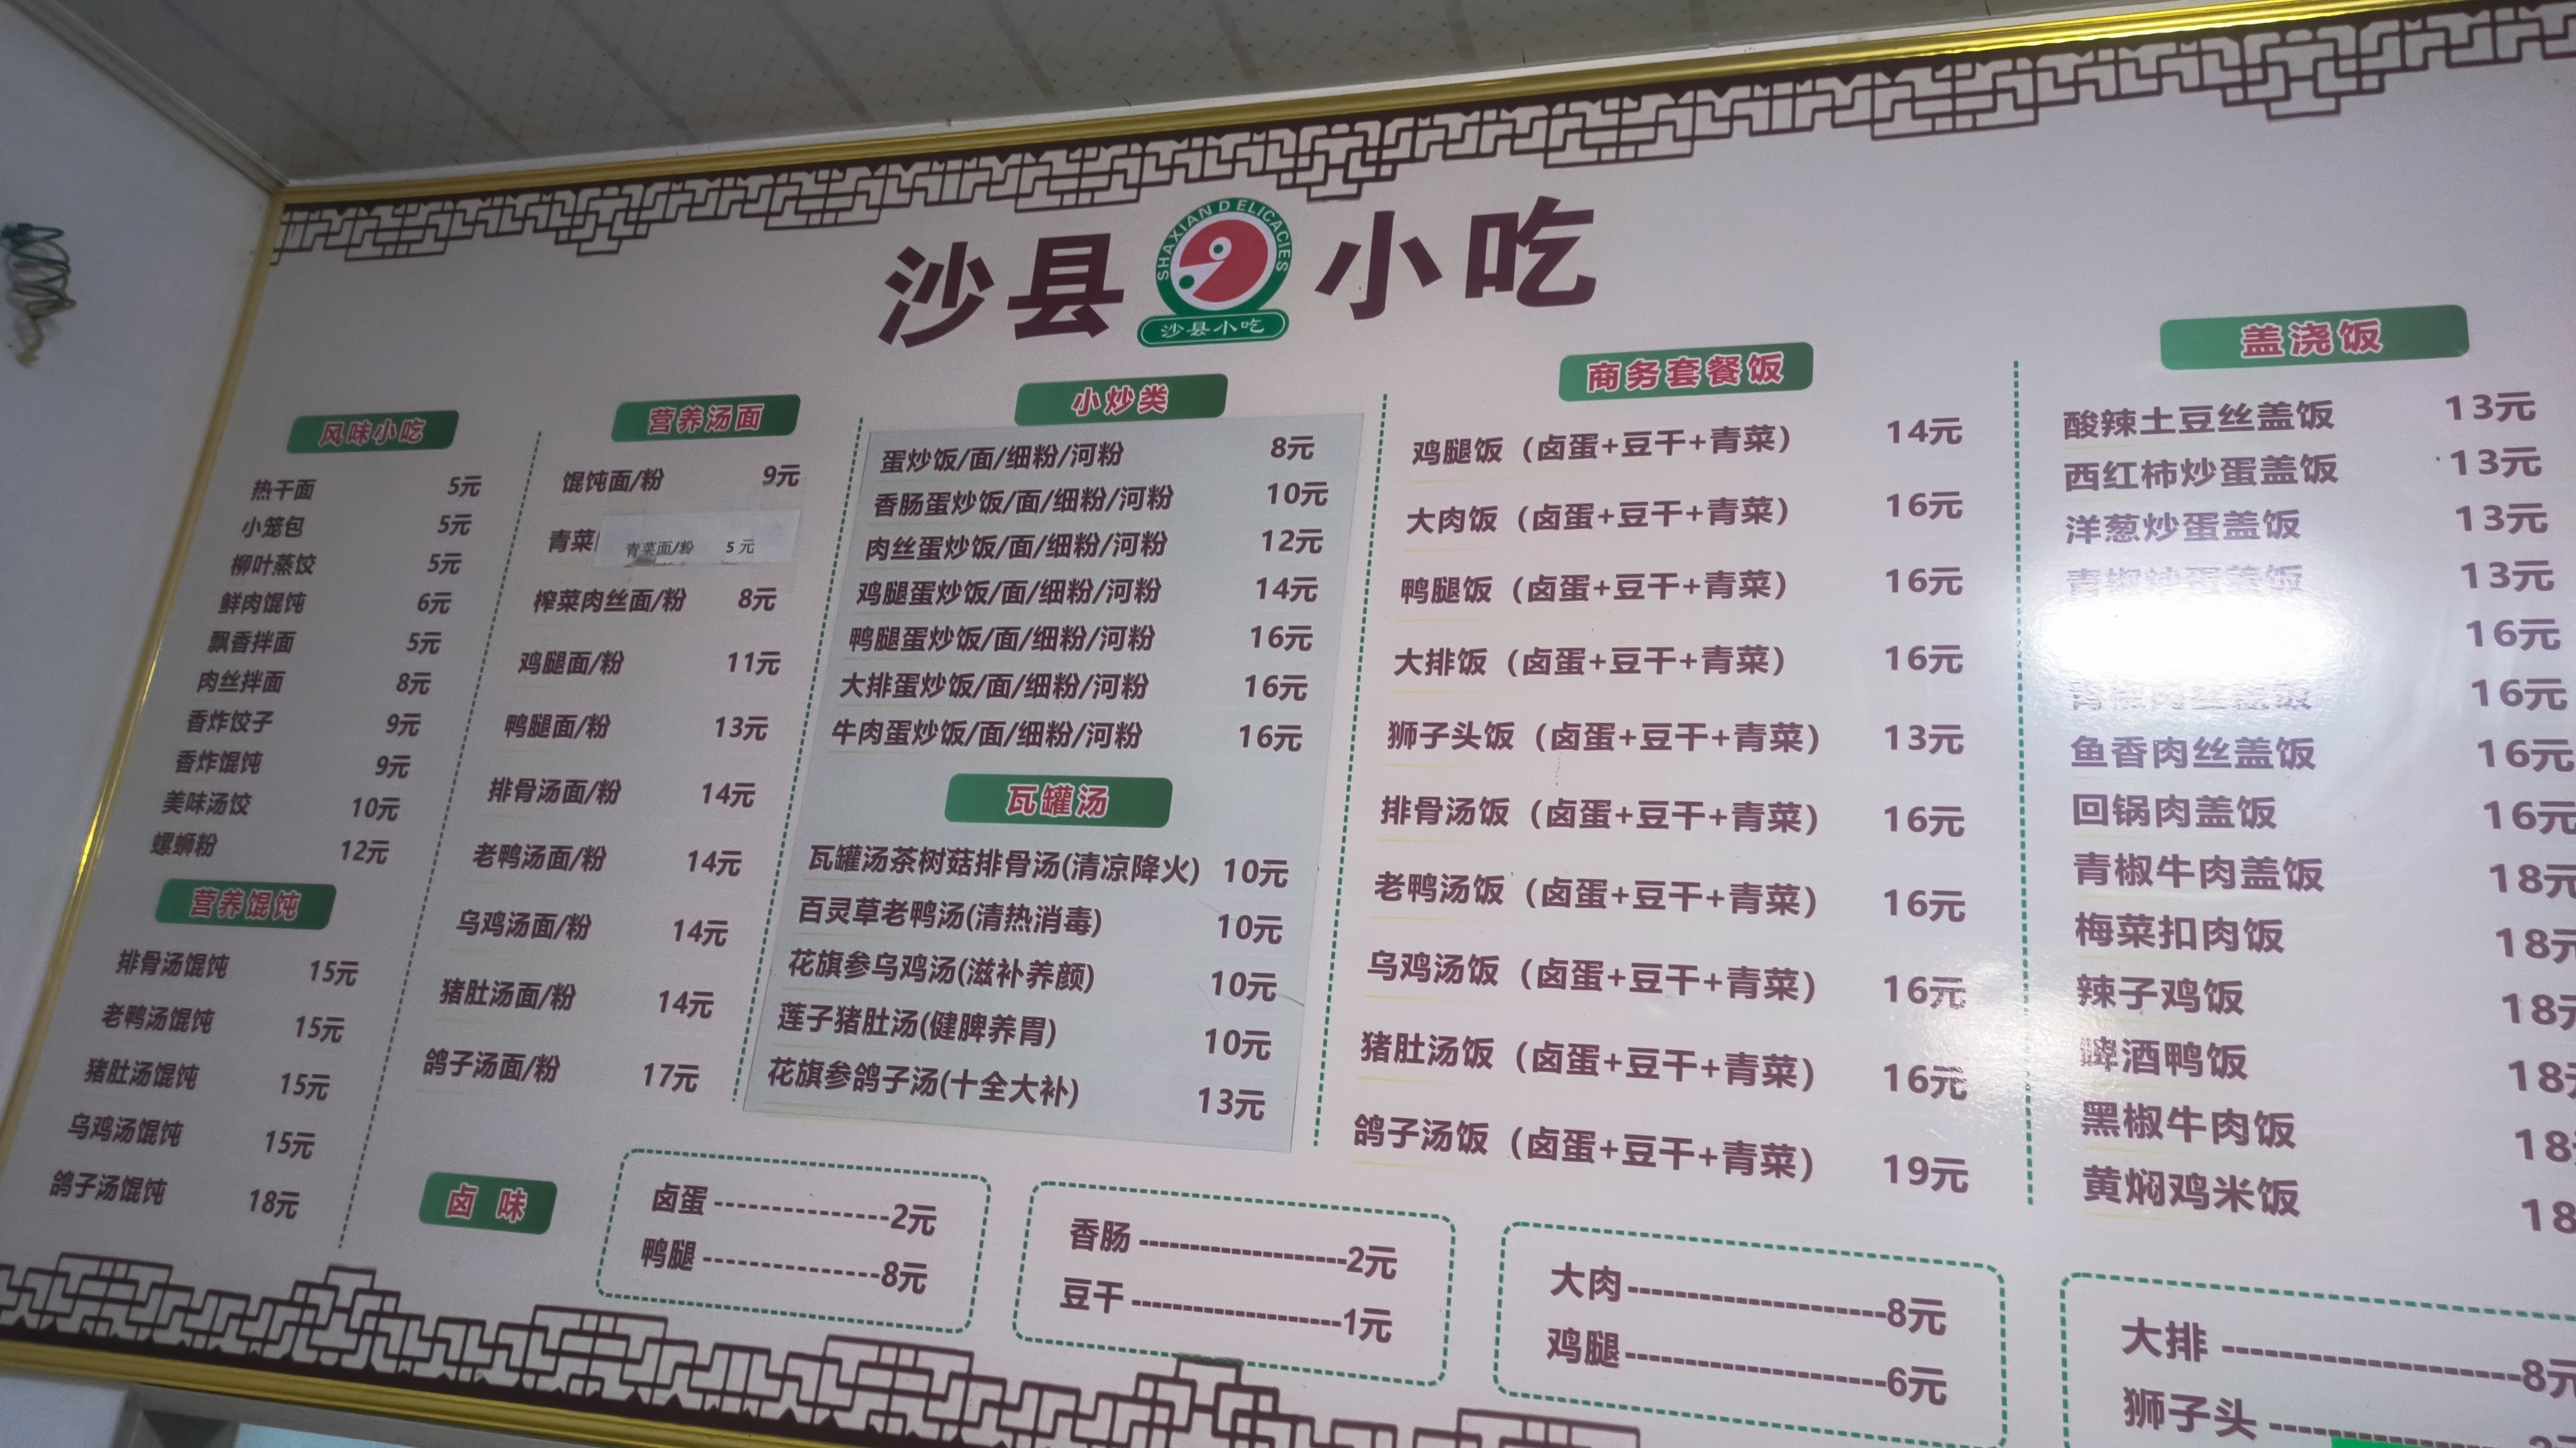 沙县 小吃
SHAXIAN DELICACIES
沙县小吃
风味小吃
热干面 5元
小笼包 5元
柳叶蒸饺 5元
鲜肉馄饨 6元
飘香拌面 5元
肉丝拌面 8元
香炸饺子 9元
香炸馄饨 9元
美味汤饺 10元
螺蛳粉 12元
营养馄饨
排骨汤馄饨 15元
老鸭汤馄饨 15元
猪肚汤馄饨 15元
乌鸡汤馄饨 15元
鸽子汤馄饨 18元
营养汤面
馄饨面/粉 9元
青菜 青菜面/粉 5元
榨菜肉丝面/粉 8元
鸡腿面/粉 11元
鸭腿面/粉 13元
排骨汤面/粉 14元
老鸭汤面/粉 14元
乌鸡汤面/粉 14元
猪肚汤面/粉 14元
鸽子汤面/粉 17元
小炒类
蛋炒饭/面/细粉/河粉 8元
香肠蛋炒饭/面/细粉/河粉 10元
肉丝蛋炒饭/面/细粉/河粉 12元
鸡腿蛋炒饭/面/细粉/河粉 14元
鸭腿蛋炒饭/面/细粉/河粉 16元
大排蛋炒饭/面/细粉/河粉 16元
牛肉蛋炒饭/面/细粉/河粉 16元
瓦罐汤
瓦罐汤茶树菇排骨汤(清凉降火) 10元
百灵草老鸭汤(清热消毒) 10元
花旗参乌鸡汤(滋补养颜) 10元
莲子猪肚汤(健脾养胃) 10元
花旗参鸽子汤(十全大补) 13元
商务套餐饭
鸡腿饭（卤蛋+豆干+青菜） 14元
大肉饭（卤蛋+豆干+青菜） 16元
鸭腿饭（卤蛋+豆干+青菜） 16元
大排饭（卤蛋+豆干+青菜） 16元
狮子头饭（卤蛋+豆干+青菜） 13元
排骨汤饭（卤蛋+豆干+青菜） 16元
老鸭汤饭（卤蛋+豆干+青菜） 16元
乌鸡汤饭（卤蛋+豆干+青菜） 16元
猪肚汤饭（卤蛋+豆干+青菜） 16元
鸽子汤饭（卤蛋+豆干+青菜） 19元
盖浇饭
酸辣土豆丝盖饭 13元
西红柿炒蛋盖饭 13元
洋葱炒蛋盖饭 13元
青椒炒蛋盖饭 13元
16元
青椒肉丝盖饭 16元
鱼香肉丝盖饭 16元
回锅肉盖饭 16元
青椒牛肉盖饭 18元
梅菜扣肉饭 18元
辣子鸡饭 18元
啤酒鸭饭 18元
黑椒牛肉饭 18
黄焖鸡米饭 18
卤 味
卤蛋----------------2元
鸭腿----------------8元
香肠--------------------2元
豆干--------------------1元
大肉----------------------8元
鸡腿----------------------6元
大排-------------------------8元
狮子头